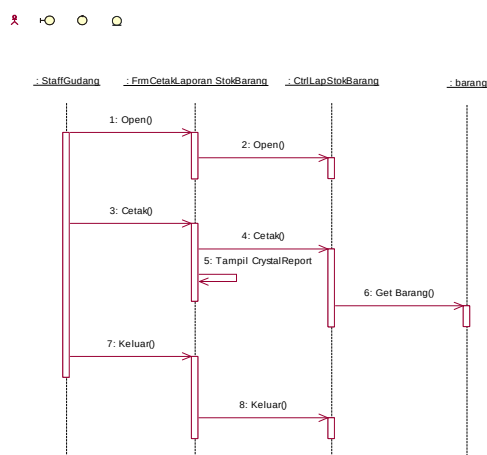 : StaffGudang
: FrmCetakLaporan StokBarang
: CtrlLapStokBarang
: barang
1: Open()
2: Open()
3: Cetak()
4: Cetak()
5: Tampil CrystalReport
6: Get Barang()
7: Keluar()
8: Keluar()